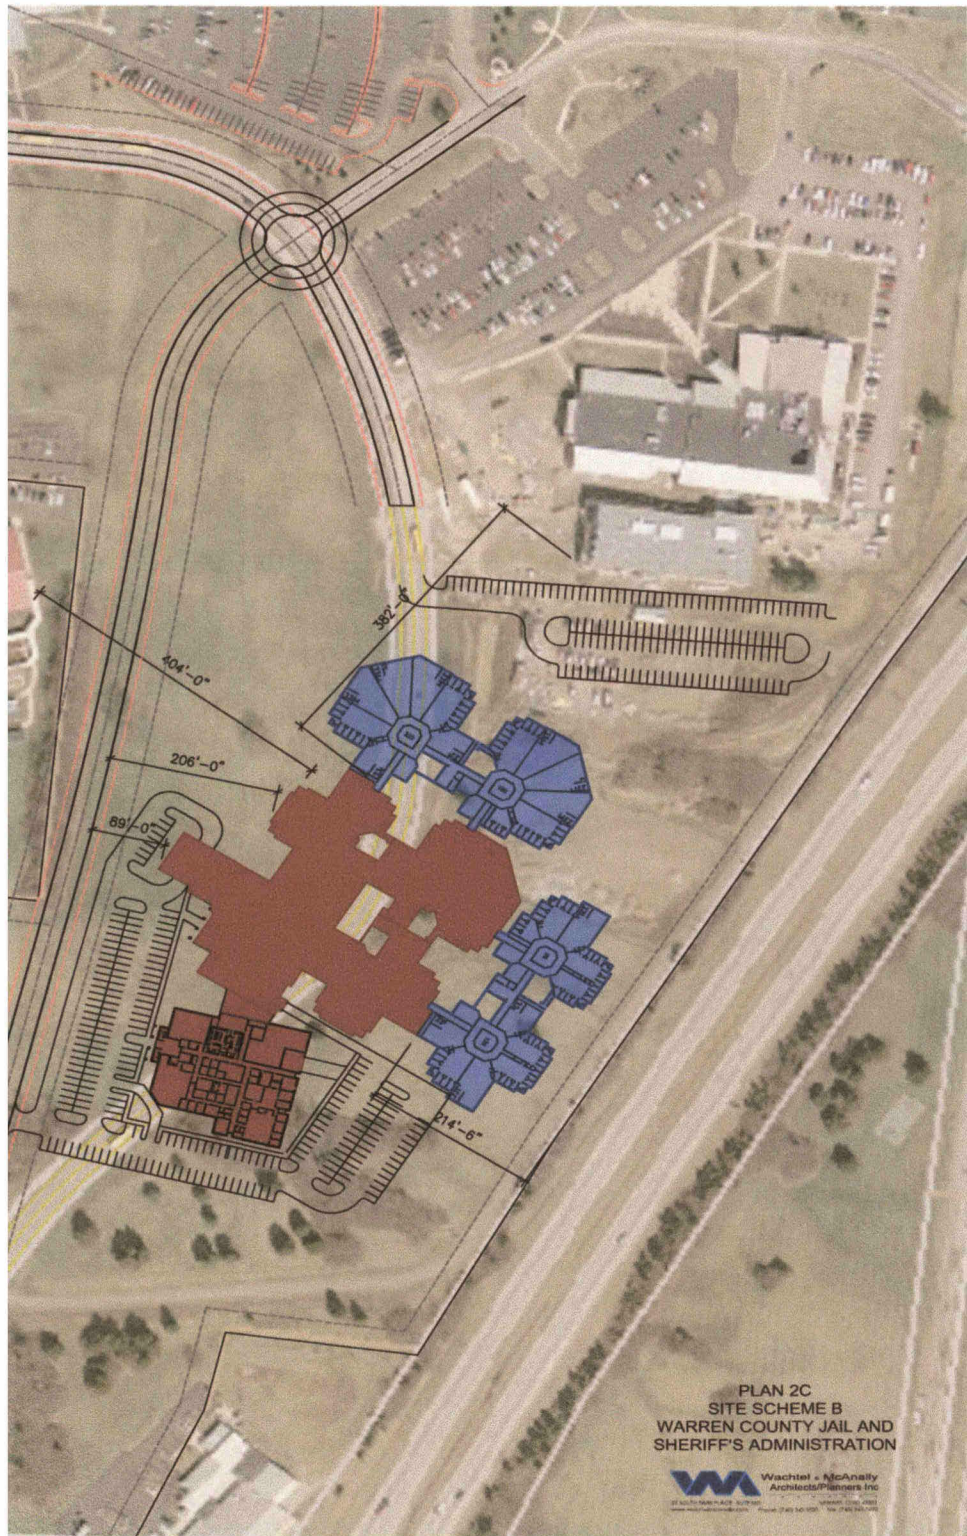 382'-0"
404'-0"
206'-0"
89'-0"
214'-6"
PLAN 2C
SITE SCHEME B
WARREN COUNTY JAIL AND
SHERIFF'S ADMINISTRATION
Wachtel & McAnally
Architects/Planners Inc